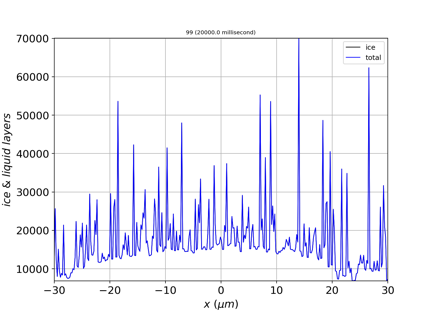 99 (20000.0 millisecond)
70000
60000
50000
40000
30000
20000
10000
ice & liquid layers
ice
total
−30 −20 −10 0 10 20 30
x (μm)